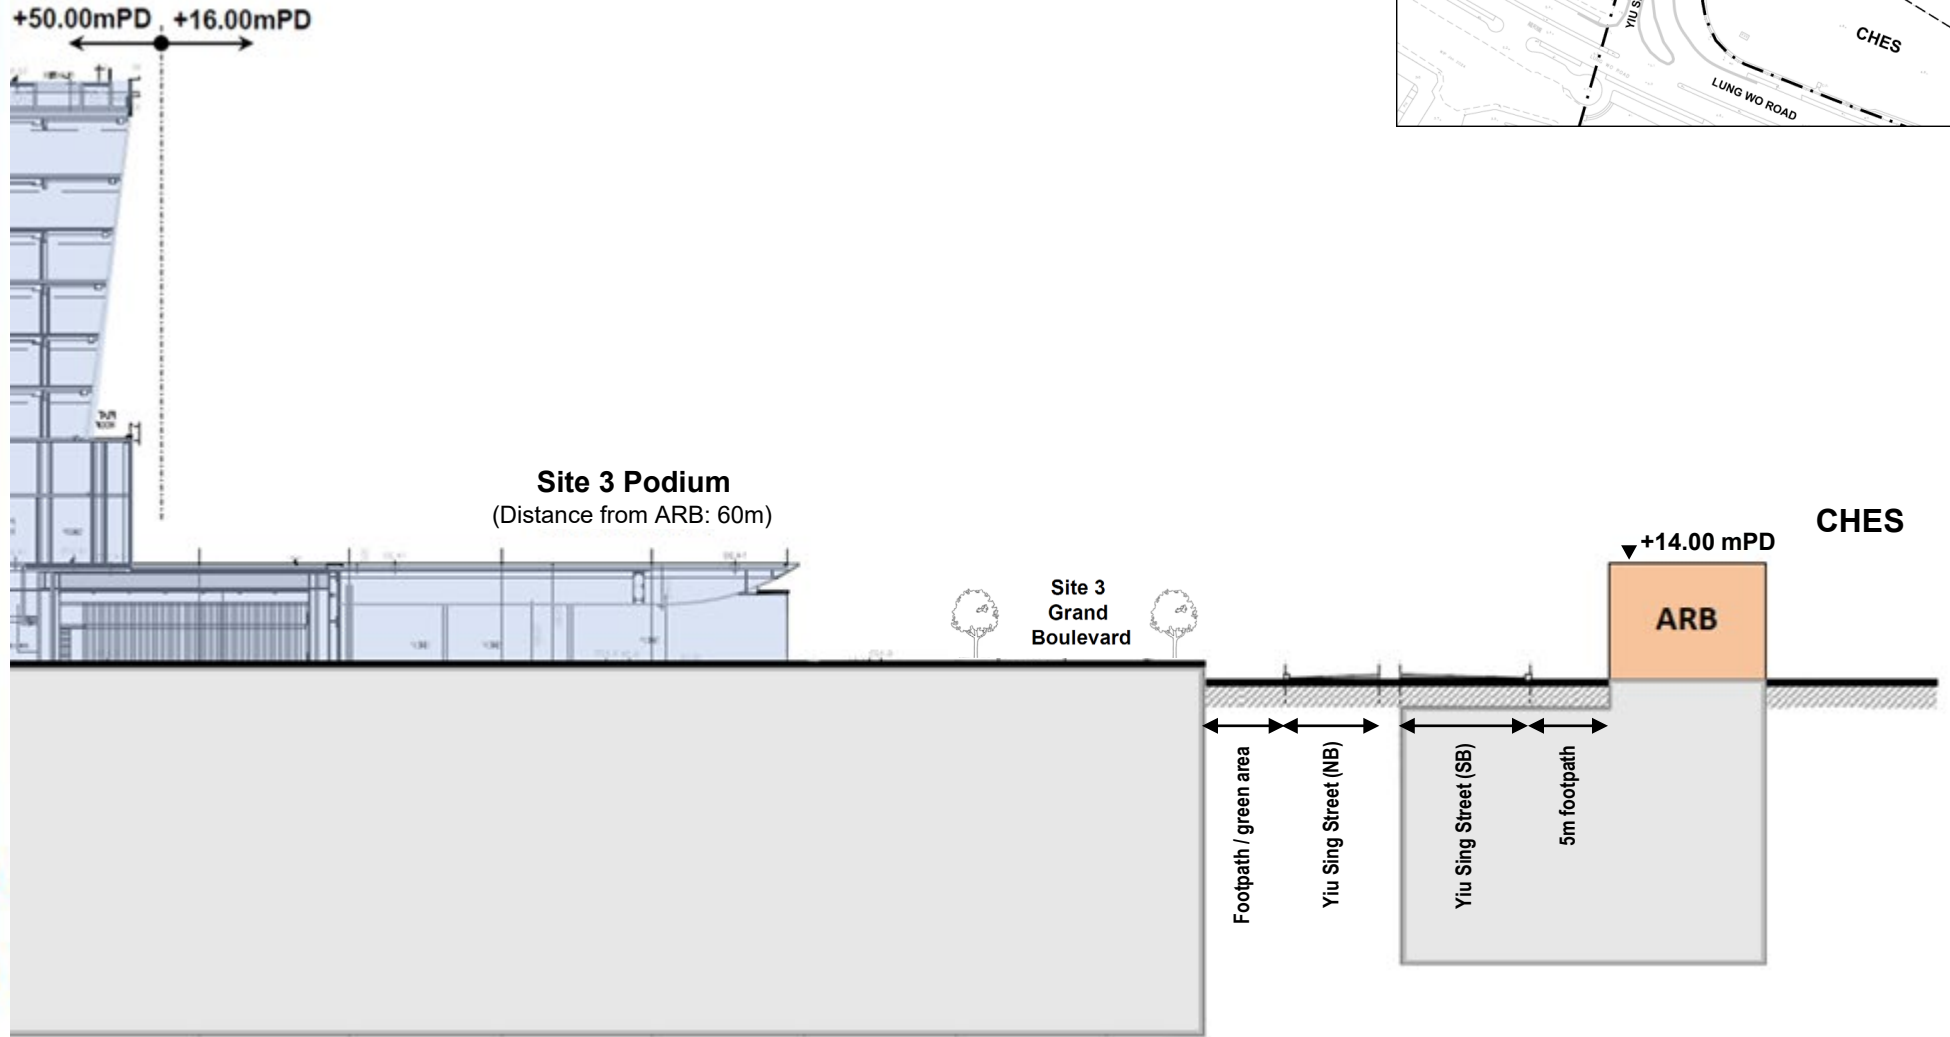 +50.00mPD
+16.00mPD
YIU S
CHES
LUNG WO ROAD
Site 3 Podium
(Distance from ARB: 60m)
CHES
+14.00 mPD
Site 3
Grand
Boulevard
ARB
Footpath / green area
Yiu Sing Street (NB)
Yiu Sing Street (SB)
5m footpath